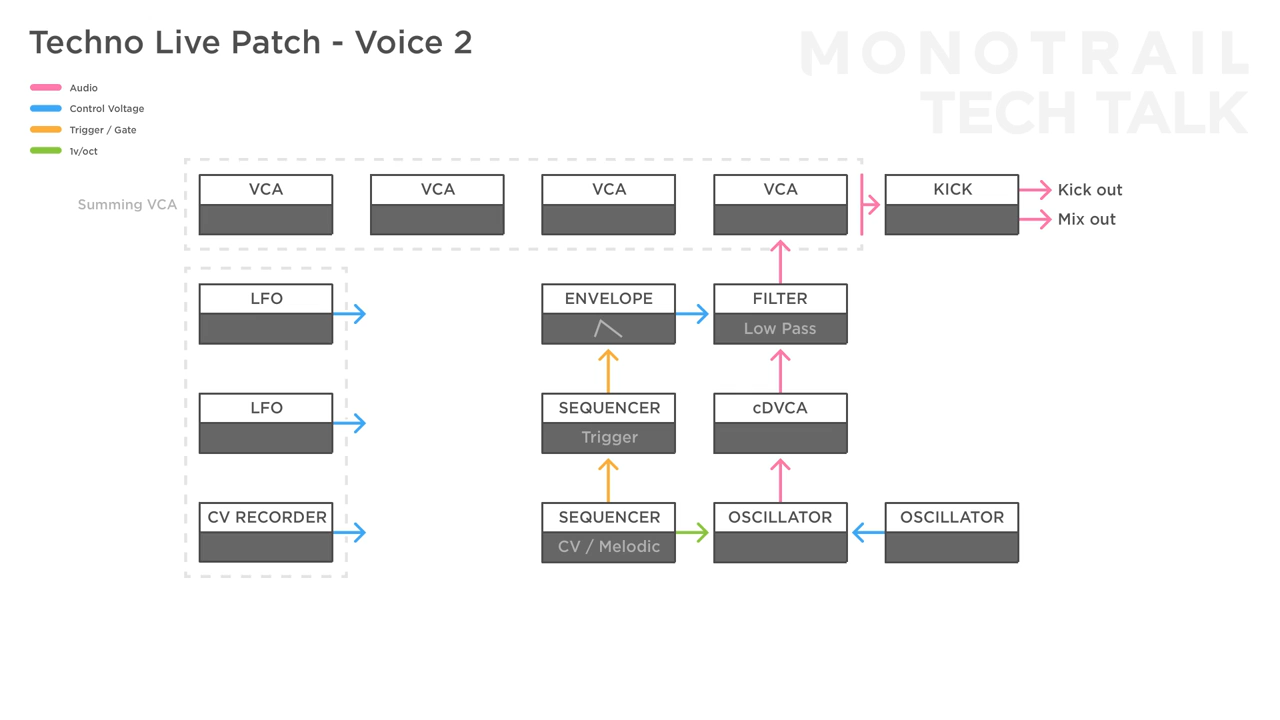 Techno Live Patch - Voice 2
MONOTRAIL
TECH TALK
Audio
Control Voltage
Trigger / Gate
1v/oct
Summing VCA
VCA
VCA
VCA
VCA
KICK
Kick out
Mix out
LFO
ENVELOPE
FILTER
Low Pass
LFO
SEQUENCER
Trigger
cDVCA
CV RECORDER
SEQUENCER
CV / Melodic
OSCILLATOR
OSCILLATOR